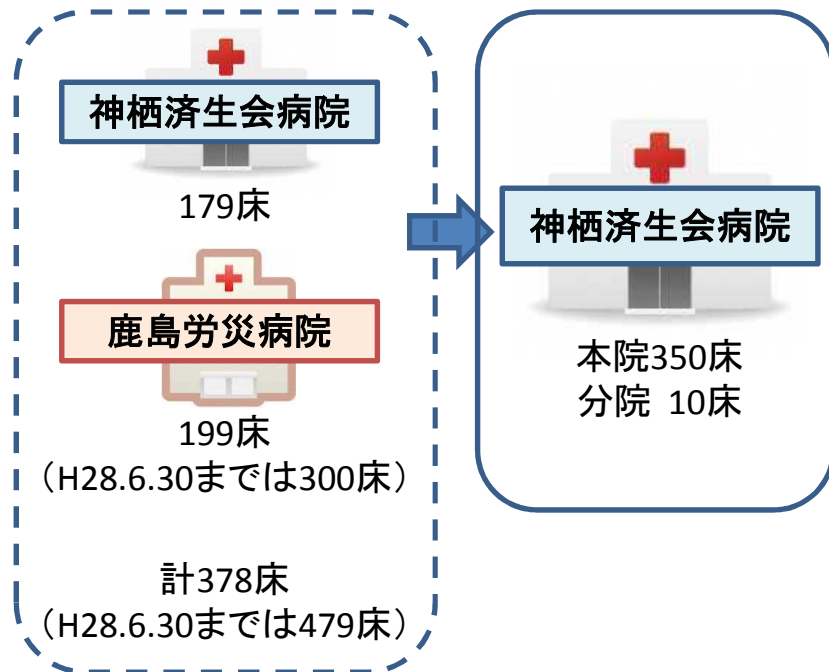 神栖済生会病院
179床
鹿島労災病院
199床
（H28.6.30までは300床）
計378床
（H28.6.30までは479床）
神栖済生会病院
本院350床
分院 10床